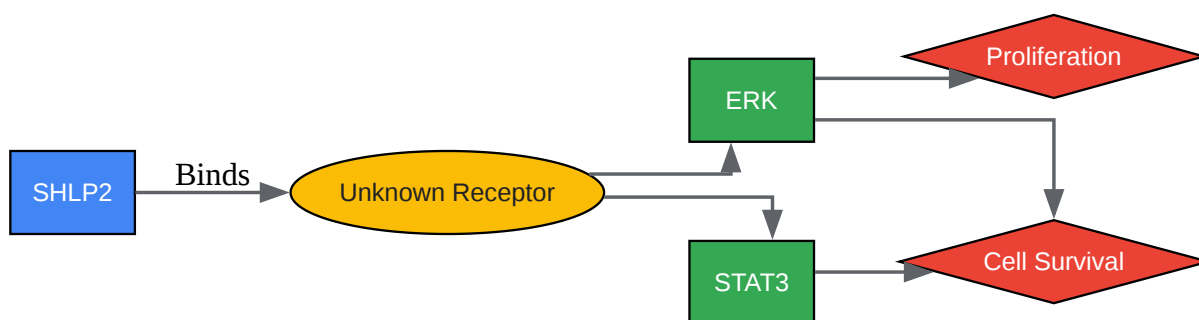 Proliferation
ERK
Binds
SHLP2
Unknown Receptor
STAT3
Cell Survival